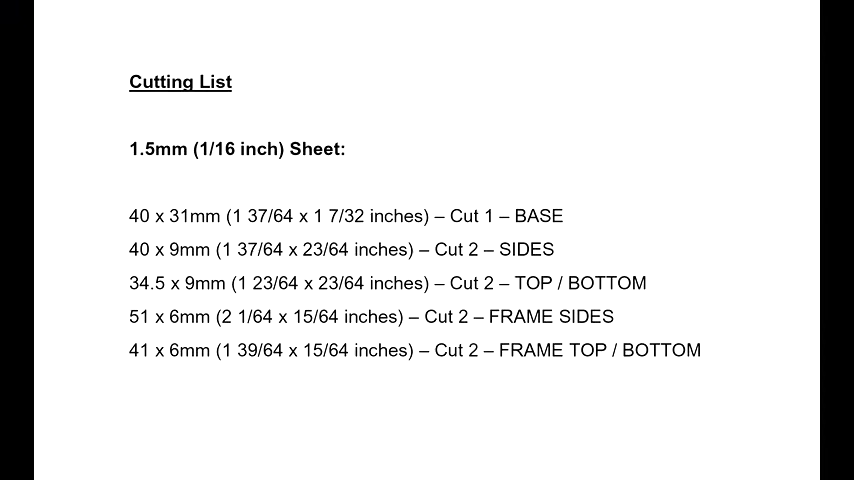 Cutting List
1.5mm (1/16 inch) Sheet:
40 x 31mm (1 37/64 x 1 7/32 inches) – Cut 1 – BASE
40 x 9mm (1 37/64 x 23/64 inches) – Cut 2 – SIDES
34.5 x 9mm (1 23/64 x 23/64 inches) – Cut 2 – TOP / BOTTOM
51 x 6mm (2 1/64 x 15/64 inches) – Cut 2 – FRAME SIDES
41 x 6mm (1 39/64 x 15/64 inches) – Cut 2 – FRAME TOP / BOTTOM